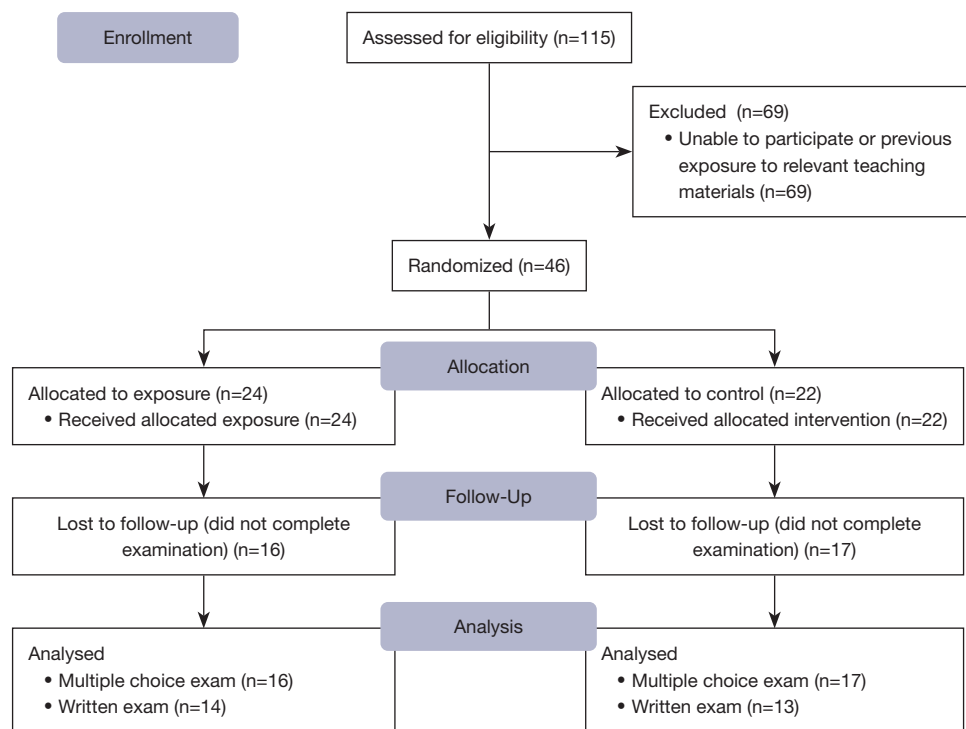 Enrollment
Assessed for eligibility (n=115)
Excluded (n=69)
• Unable to participate or previous
exposure to relevant teaching
materials (n=69)
Randomized (n=46)
Allocation
Allocated to exposure (n=24)
• Received allocated exposure (n=24)
Allocated to control (n=22)
• Received allocated intervention (n=22)
Follow-Up
Lost to follow-up (did not complete
examination) (n=16)
Lost to follow-up (did not complete
examination) (n=17)
Analysis
Analysed
• Multiple choice exam (n=16)
• Written exam (n=14)
Analysed
• Multiple choice exam (n=17)
• Written exam (n=13)